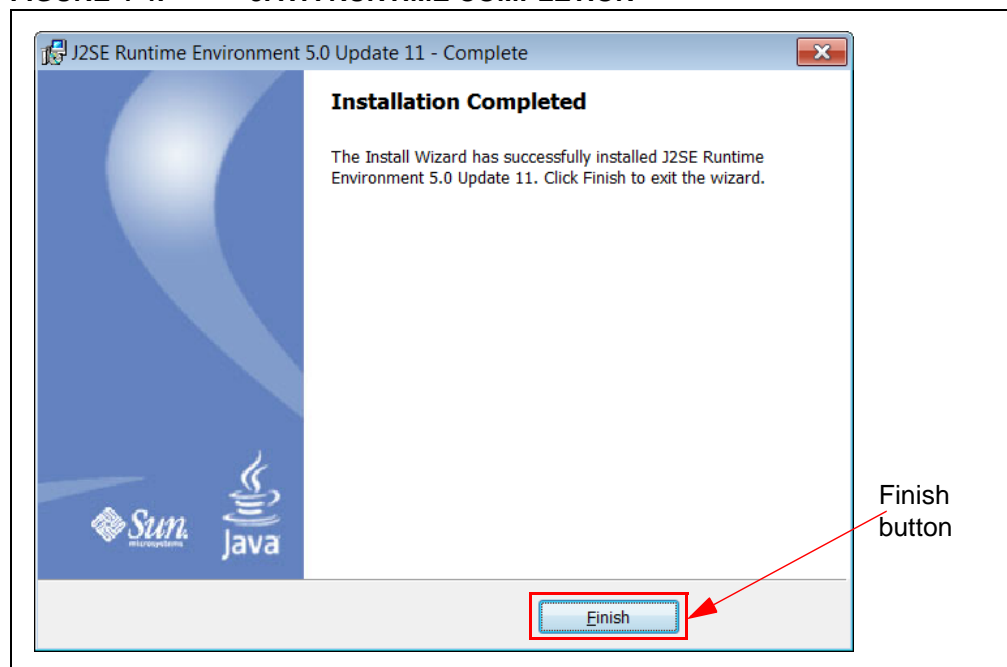 J2SE Runtime Environment 5.0 Update 11 - Complete
Installation Completed
The Install Wizard has successfully installed J2SE Runtime
Environment 5.0 Update 11. Click Finish to exit the wizard.
Sun
microsystems
Java
Finish
button
Finish